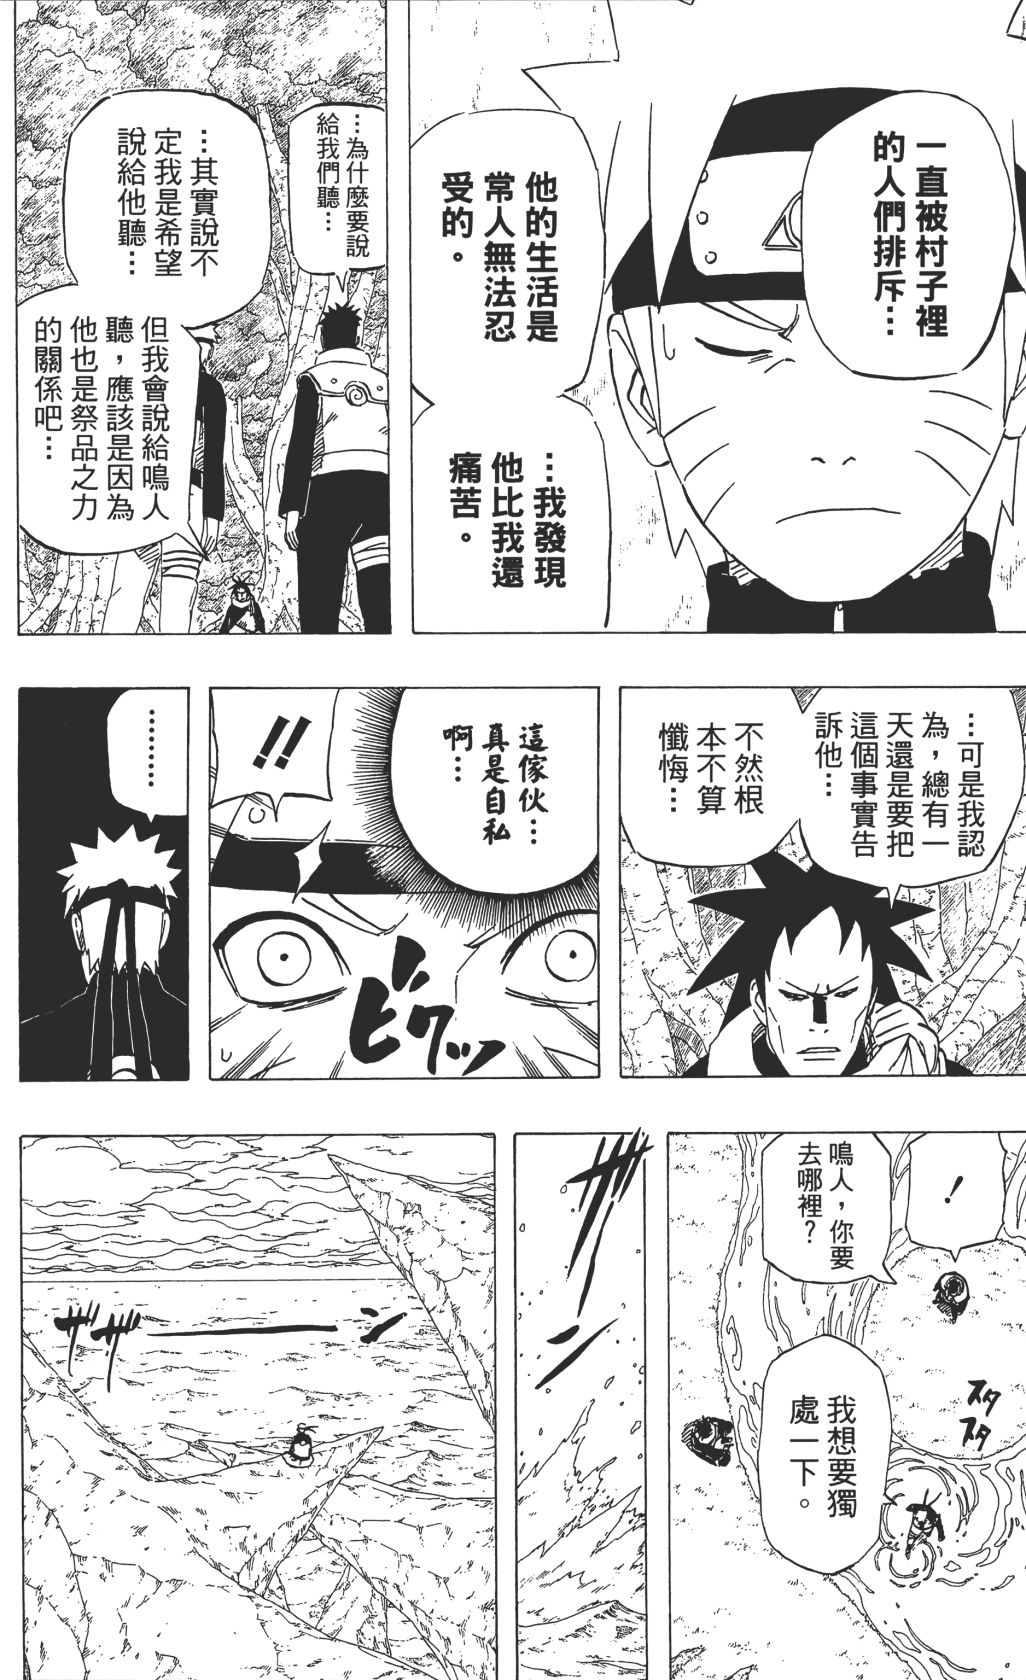 一直被村子裡
的人們排斥…
他的生活是
常人無法忍
受的。
…我發現
他比我還
痛苦。
…為什麼要說
給我們聽…
…其實說不
定我是希望
說給他聽…
但我會說給鳴人
聽，應該是因為
他也是祭品之力
的關係吧…
…可是我認
為，總有一
天還是要把
這個事實告
訴他…
不然根
本不算
懺悔…
這傢伙…
真是自私
啊…
!!
ビクッ
………
！
鳴人，你要
去哪裡？
スタ
スタ
我想要獨
處一下。
ザザーン
ザザーン